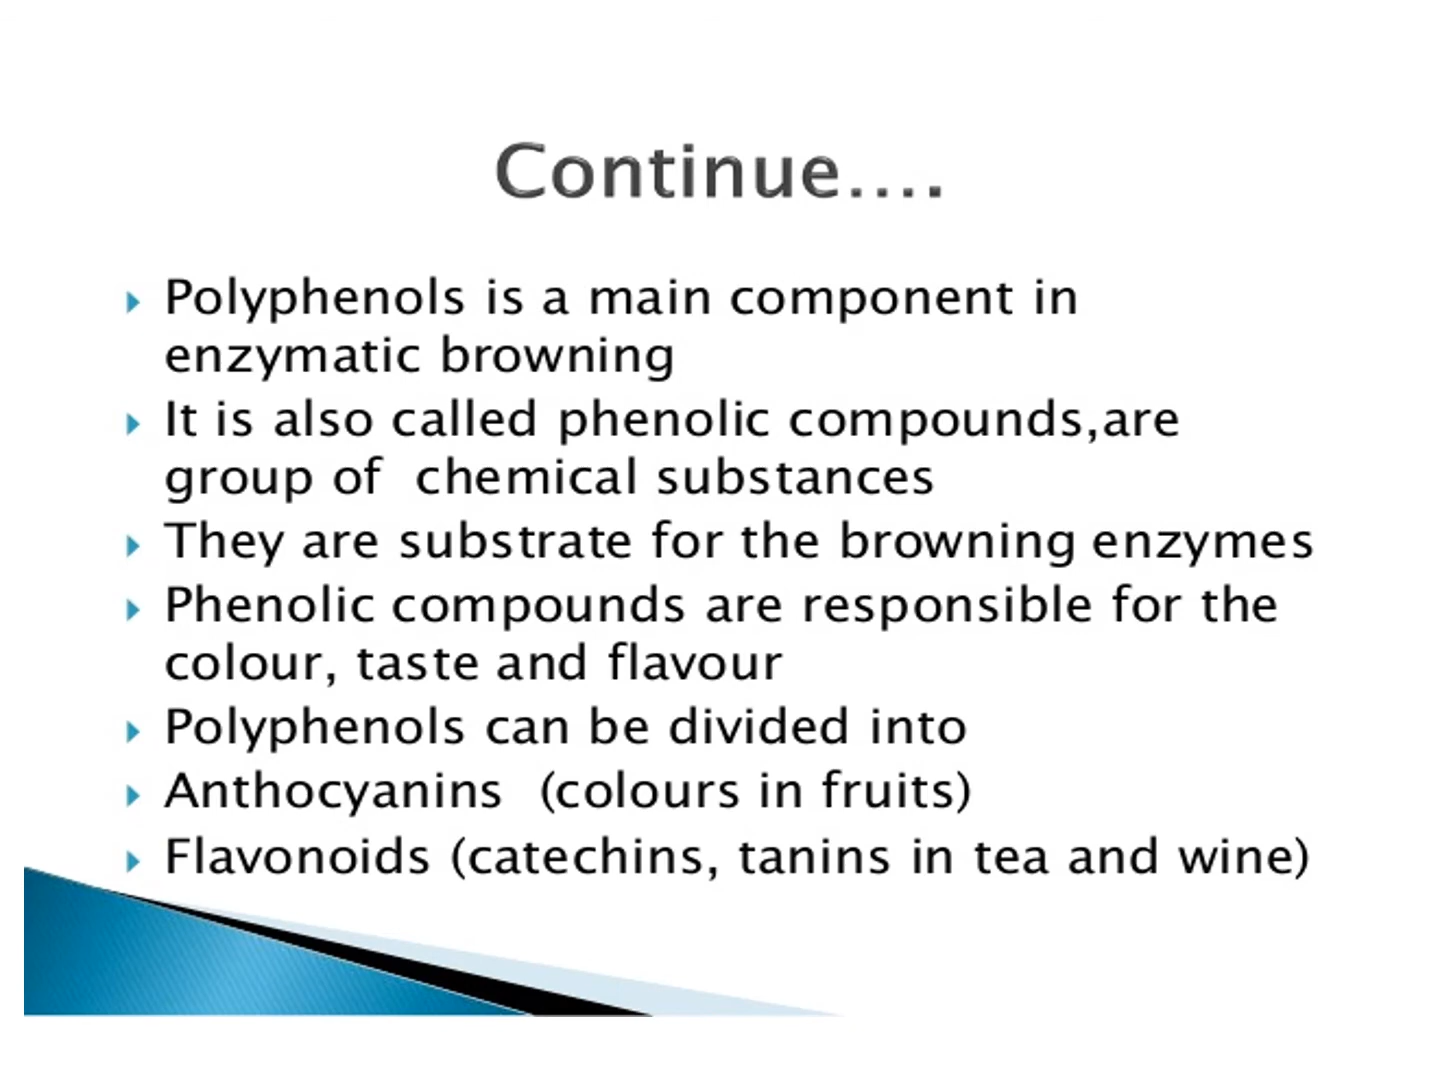 Continue....
Polyphenols is a main component in
enzymatic browning
It is also called phenolic compounds,are
group of  chemical substances
They are substrate for the browning enzymes
Phenolic compounds are responsible for the
colour, taste and flavour
Polyphenols can be divided into
Anthocyanins  (colours in fruits)
Flavonoids (catechins, tanins in tea and wine)